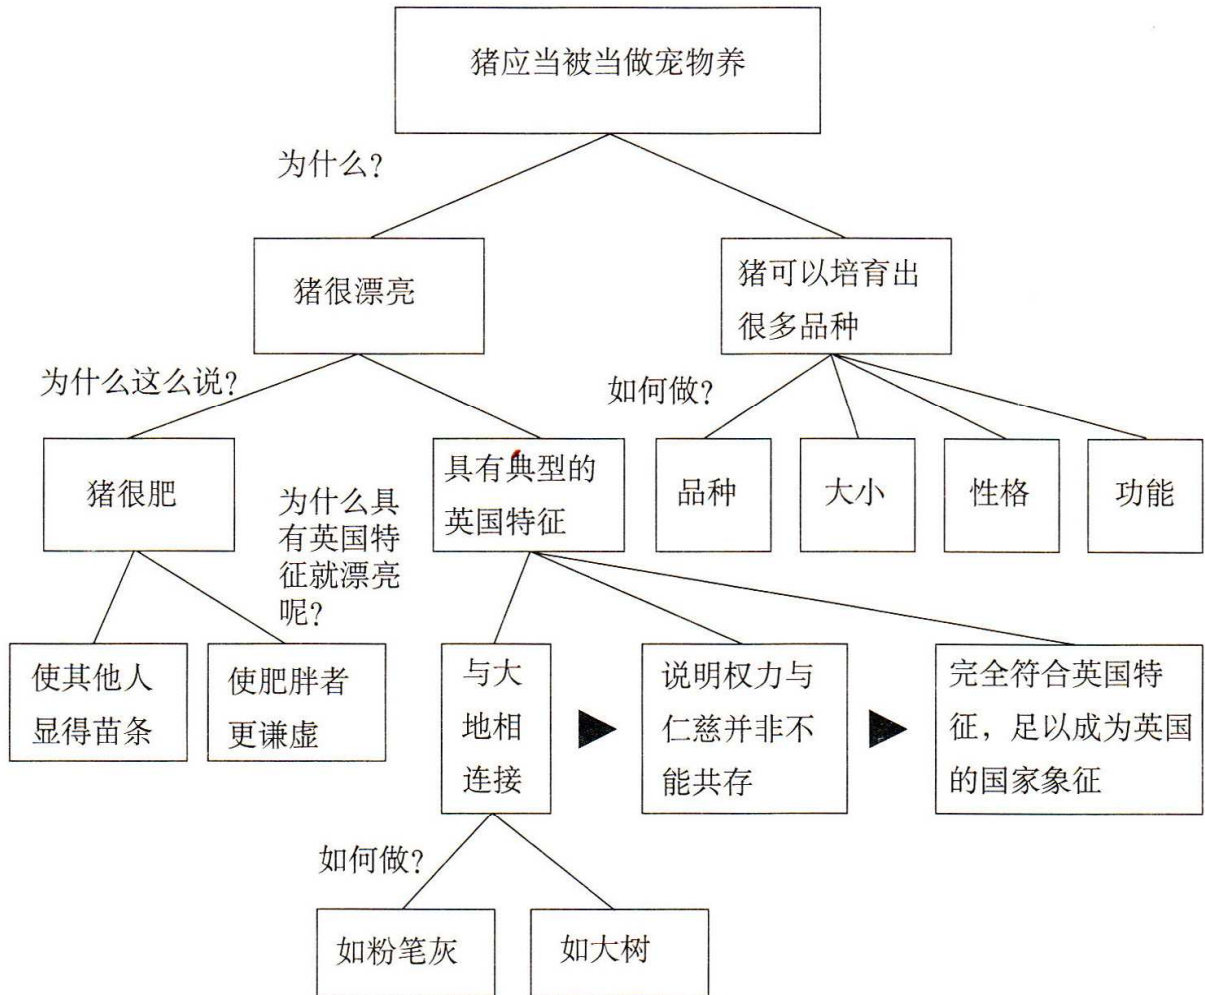 猪应当被当做宠物养
为什么?
猪很漂亮
猪可以培育出
很多品种
为什么这么说?
如何做?
猪很肥
为什么具
有英国特
征就漂亮
呢?
具有典型的
英国特征
品种
大小
性格
功能
使其他人
显得苗条
使肥胖者
更谦虚
与大
地相
连接
说明权力与
仁慈并非不
能共存
完全符合英国特
征，足以成为英国
的国家象征
如何做?
如粉笔灰
如大树